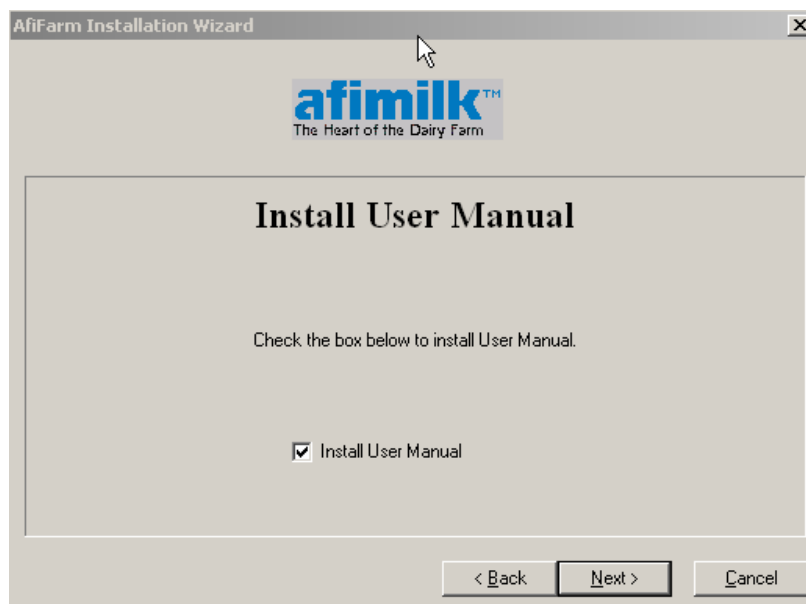 AfiFarm Installation Wizard
afimilk™
The Heart of the Dairy Farm
Install User Manual
Check the box below to install User Manual.
Install User Manual
< Back
Next >
Cancel